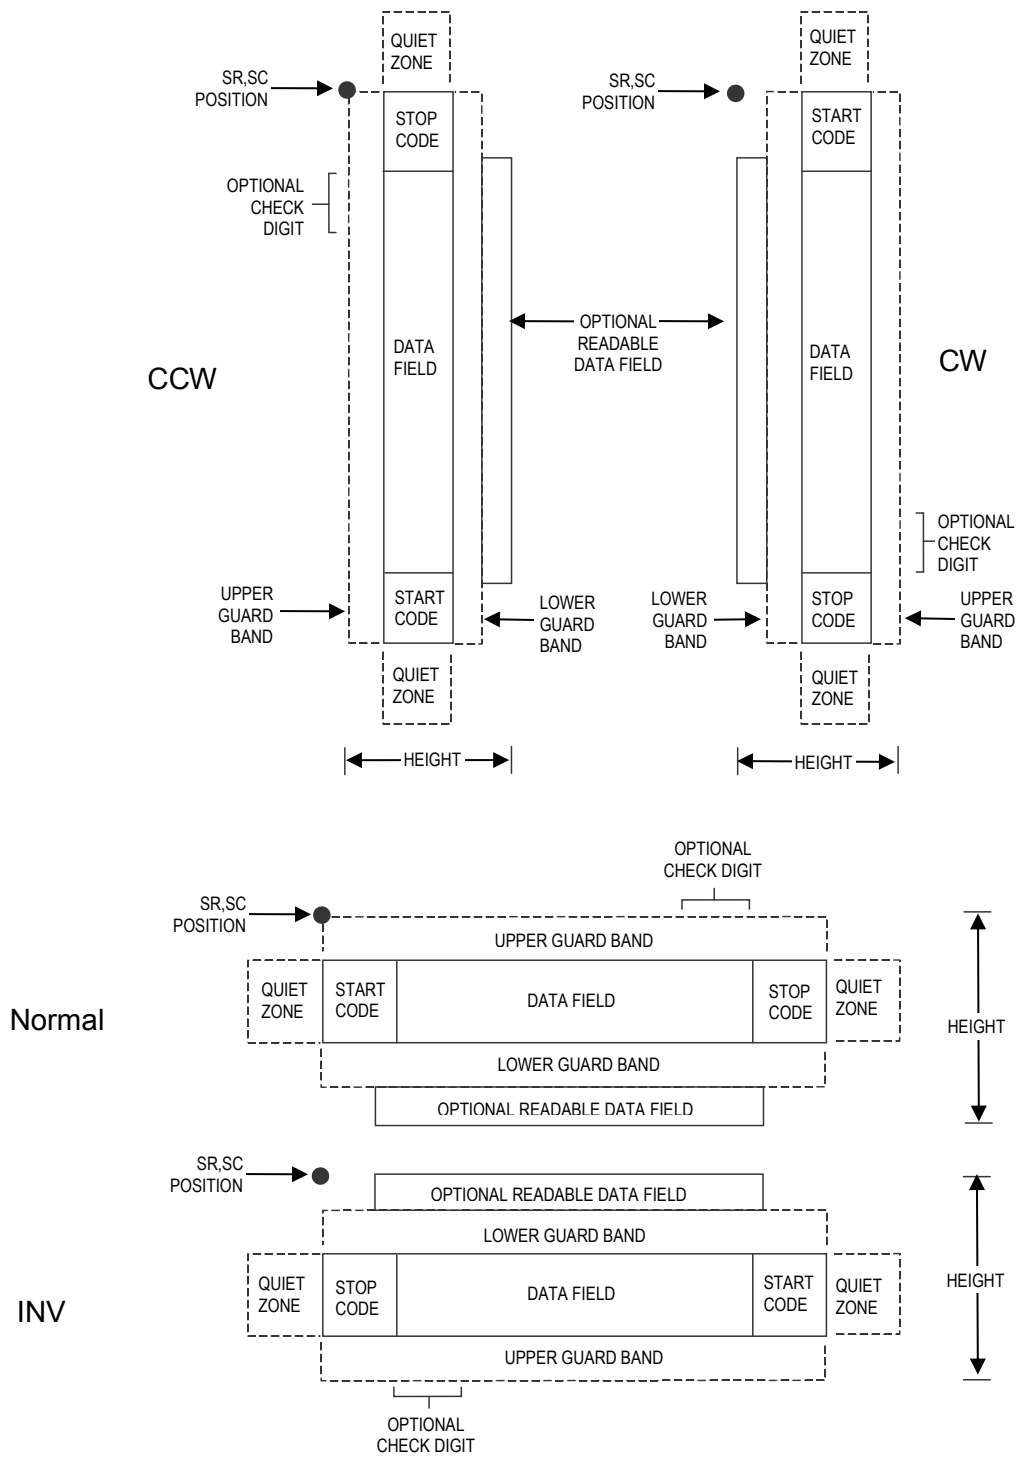 QUIET
ZONE
QUIET
ZONE
SR,SC
POSITION
SR,SC
POSITION
STOP
CODE
START
CODE
OPTIONAL
CHECK
DIGIT
DATA
FIELD
OPTIONAL
READABLE
DATA FIELD
DATA
FIELD
CCW
CW
OPTIONAL
CHECK
DIGIT
UPPER
GUARD
BAND
START
CODE
LOWER
GUARD
BAND
LOWER
GUARD
BAND
STOP
CODE
UPPER
GUARD
BAND
QUIET
ZONE
QUIET
ZONE
HEIGHT
HEIGHT
OPTIONAL
CHECK DIGIT
SR,SC
POSITION
UPPER GUARD BAND
Normal
QUIET
ZONE
START
CODE
DATA FIELD
STOP
CODE
QUIET
ZONE
HEIGHT
LOWER GUARD BAND
OPTIONAL READABLE DATA FIELD
SR,SC
POSITION
OPTIONAL READABLE DATA FIELD
LOWER GUARD BAND
INV
QUIET
ZONE
STOP
CODE
DATA FIELD
START
CODE
QUIET
ZONE
HEIGHT
UPPER GUARD BAND
OPTIONAL
CHECK DIGIT